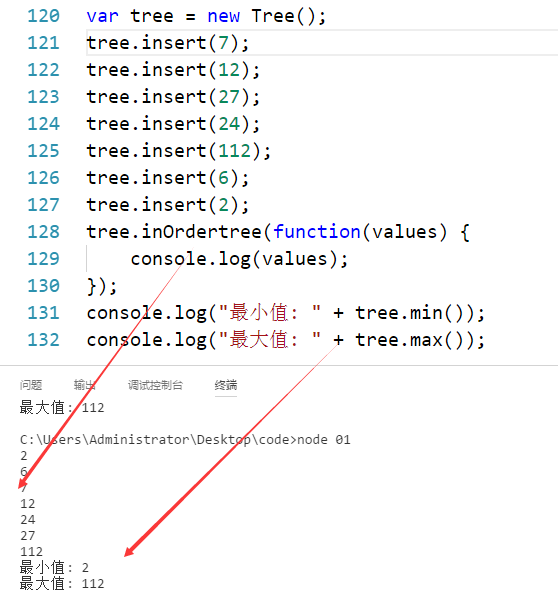 120 var tree = new Tree();
121 tree.insert(7);
122 tree.insert(12);
123 tree.insert(27);
124 tree.insert(24);
125 tree.insert(112);
126 tree.insert(6);
127 tree.insert(2);
128 tree.inOrdertree(function(values) {
129     console.log(values);
130 });
131 console.log("最小值: " + tree.min());
132 console.log("最大值: " + tree.max());
问题 输出 调试控制台 终端
最大值: 112
C:\Users\Administrator\Desktop\code>node 01
2
6
7
12
24
27
112
最小值: 2
最大值: 112